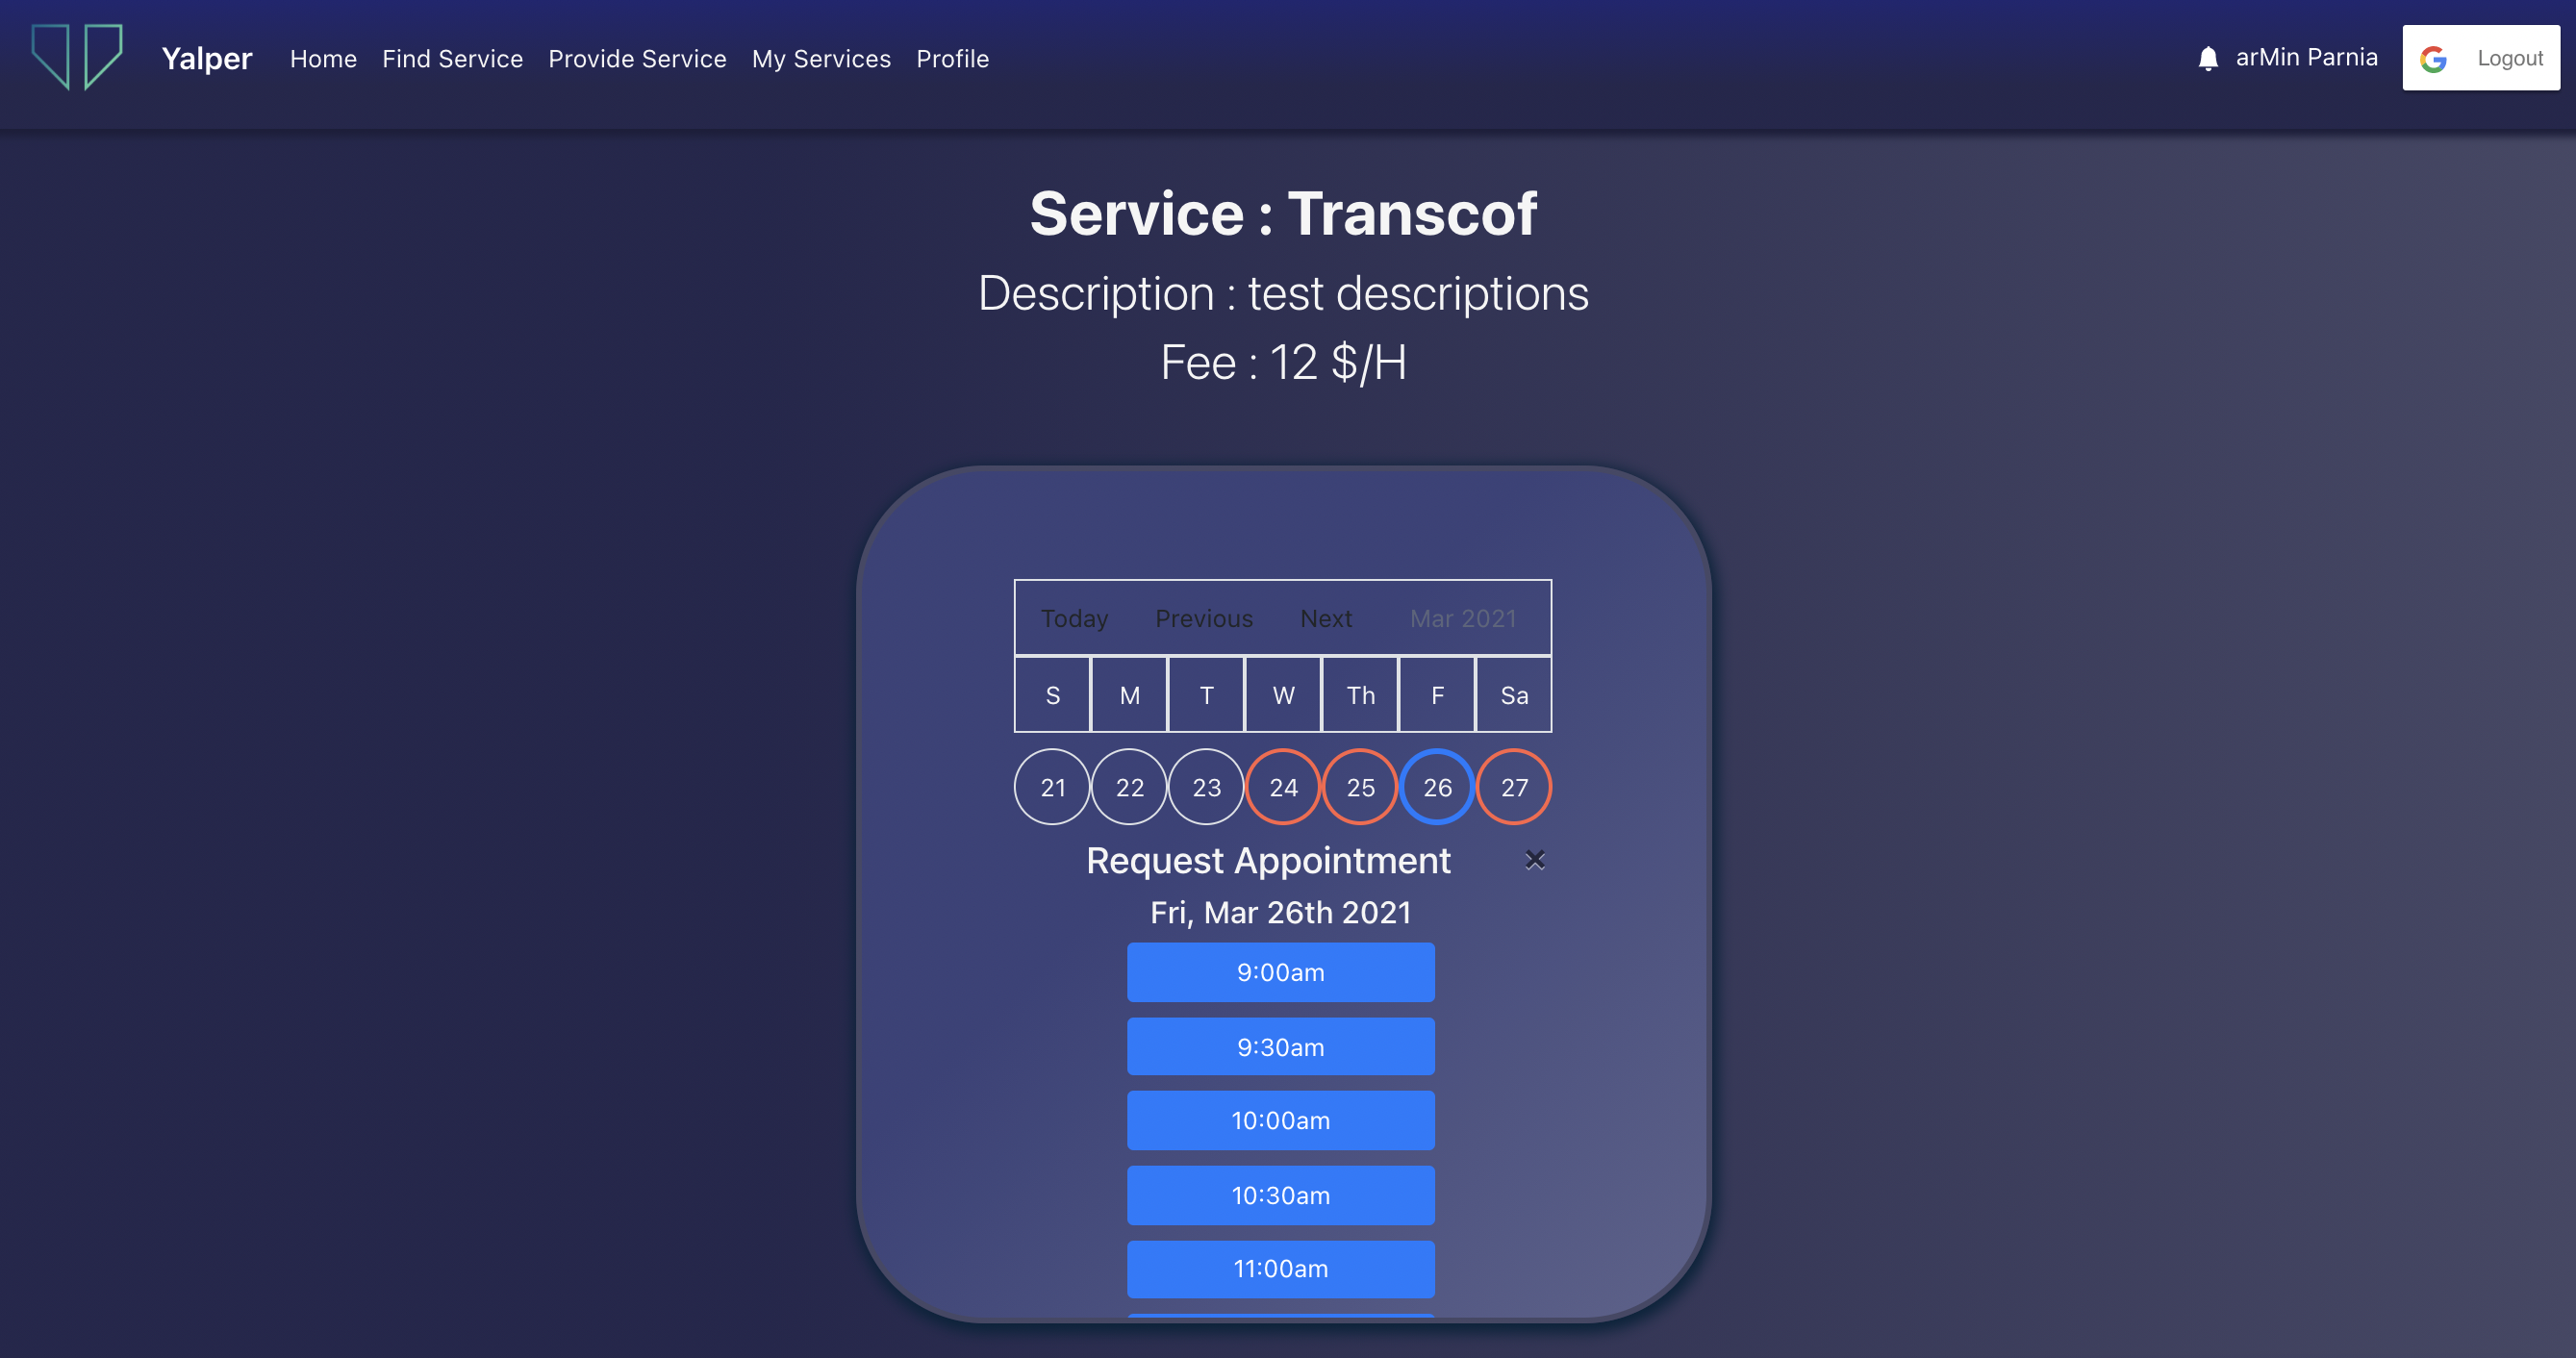 Yalper Home Find Service Provide Service My Services Profile arMin Parnia Logout
Service : Transcof
Description : test descriptions
Fee : 12 $/H
Today Previous Next Mar 2021
S M T W Th F Sa
21 22 23 24 25 26 27
Request Appointment ×
Fri, Mar 26th 2021
9:00am
9:30am
10:00am
10:30am
11:00am